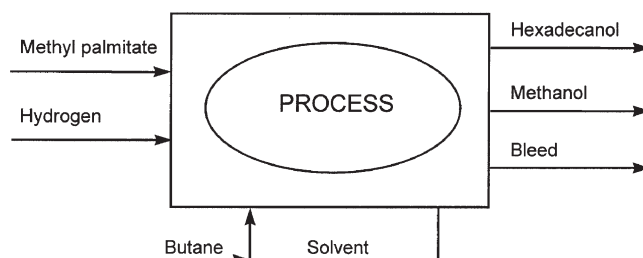 Methyl palmitate
Hydrogen
PROCESS
Hexadecanol
Methanol
Bleed
Butane
Solvent